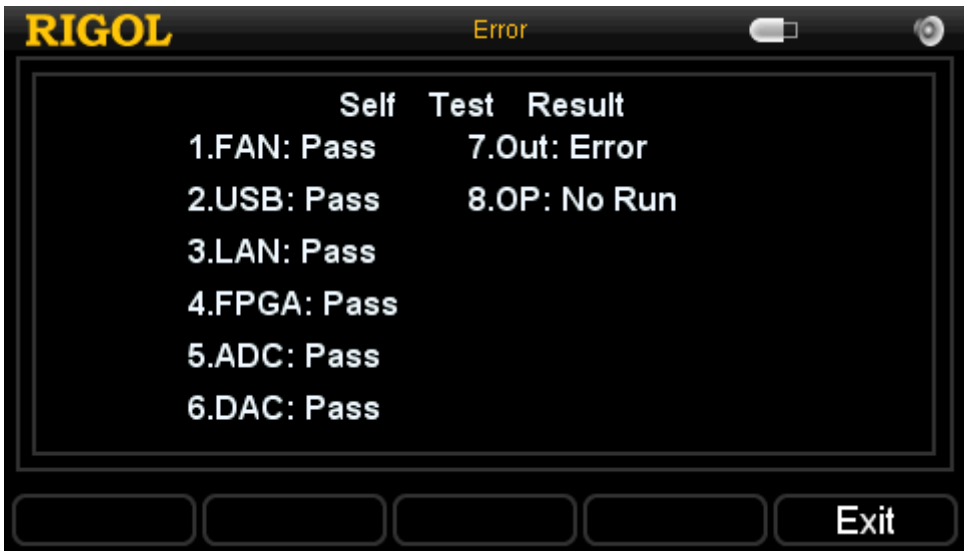 RIGOL Error
Self Test Result
1.FAN: Pass 7.Out: Error
2.USB: Pass 8.OP: No Run
3.LAN: Pass
4.FPGA: Pass
5.ADC: Pass
6.DAC: Pass
Exit